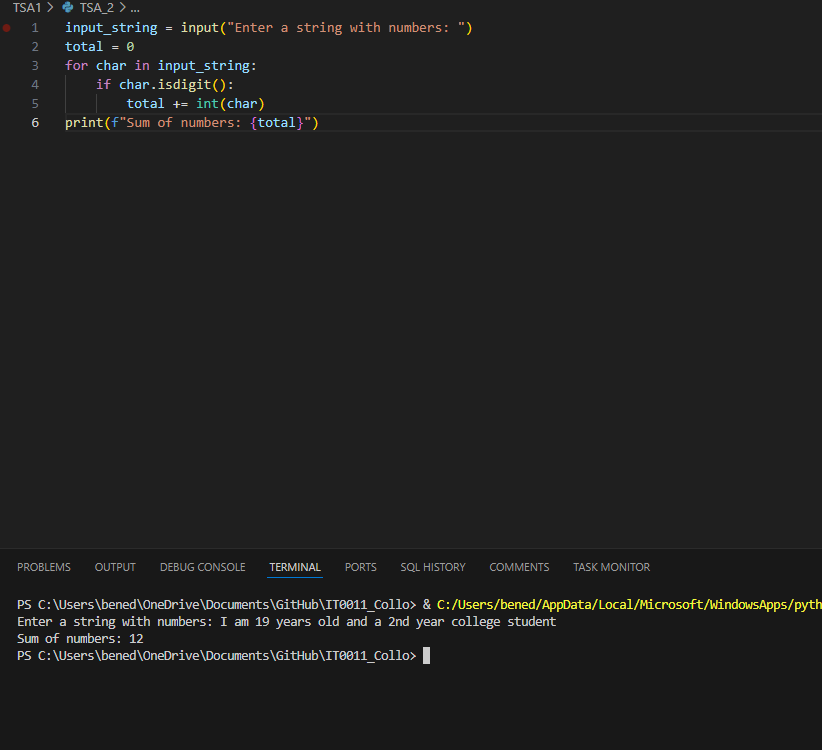 TSA1 > TSA_2 > ...
1 input_string = input("Enter a string with numbers: ")
2 total = 0
3 for char in input_string:
4     if char.isdigit():
5         total += int(char)
6 print(f"Sum of numbers: {total}")
PROBLEMS OUTPUT DEBUG CONSOLE TERMINAL PORTS SQL HISTORY COMMENTS TASK MONITOR
PS C:\Users\bened\OneDrive\Documents\GitHub\IT0011_Collo> & C:/Users/bened/AppData/Local/Microsoft/WindowsApps/pyth
Enter a string with numbers: I am 19 years old and a 2nd year college student
Sum of numbers: 12
PS C:\Users\bened\OneDrive\Documents\GitHub\IT0011_Collo>